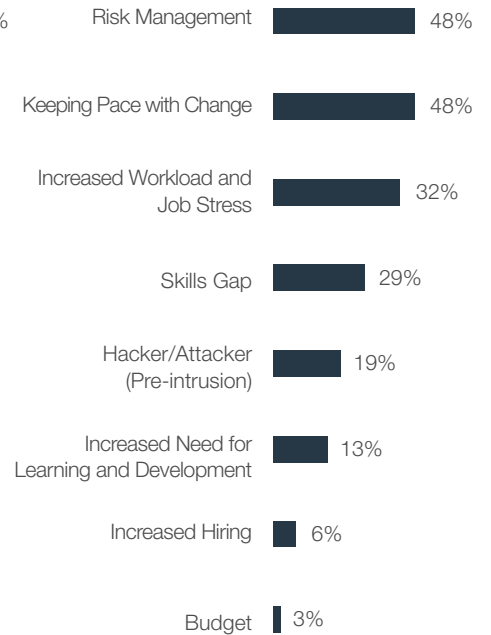 %
Risk Management 48%
Keeping Pace with Change 48%
Increased Workload and
Job Stress 32%
Skills Gap 29%
Hacker/Attacker
(Pre-intrusion) 19%
Increased Need for
Learning and Development 13%
Increased Hiring 6%
Budget 3%